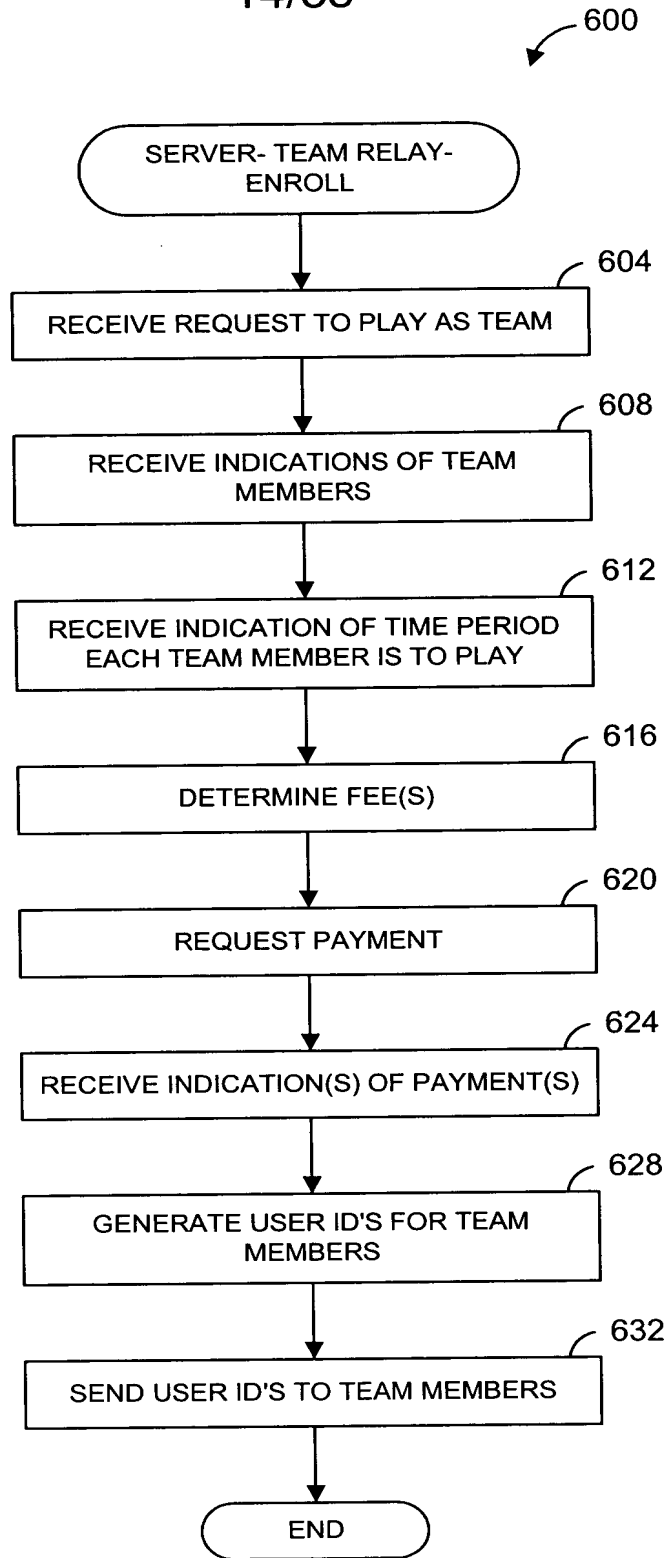 600
SERVER- TEAM RELAY-
ENROLL
604
RECEIVE REQUEST TO PLAY AS TEAM
608
RECEIVE INDICATIONS OF TEAM
MEMBERS
612
RECEIVE INDICATION OF TIME PERIOD
EACH TEAM MEMBER IS TO PLAY
616
DETERMINE FEE(S)
620
REQUEST PAYMENT
624
RECEIVE INDICATION(S) OF PAYMENT(S)
628
GENERATE USER ID'S FOR TEAM
MEMBERS
632
SEND USER ID'S TO TEAM MEMBERS
END